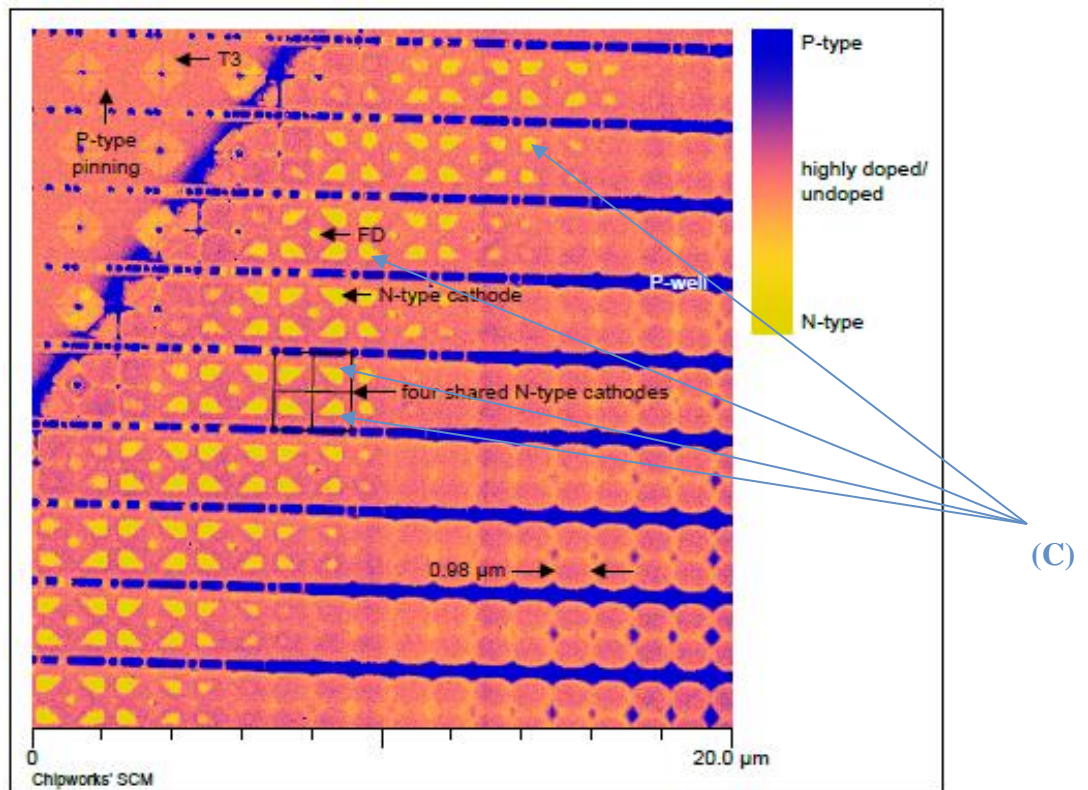 P-type
T3
highly doped/
undoped
P-type
pinning
FD
P-well
N-type cathode
N-type
four shared N-type cathodes
(C)
0.98 µm
0
20.0 µm
Chipworks' SCM